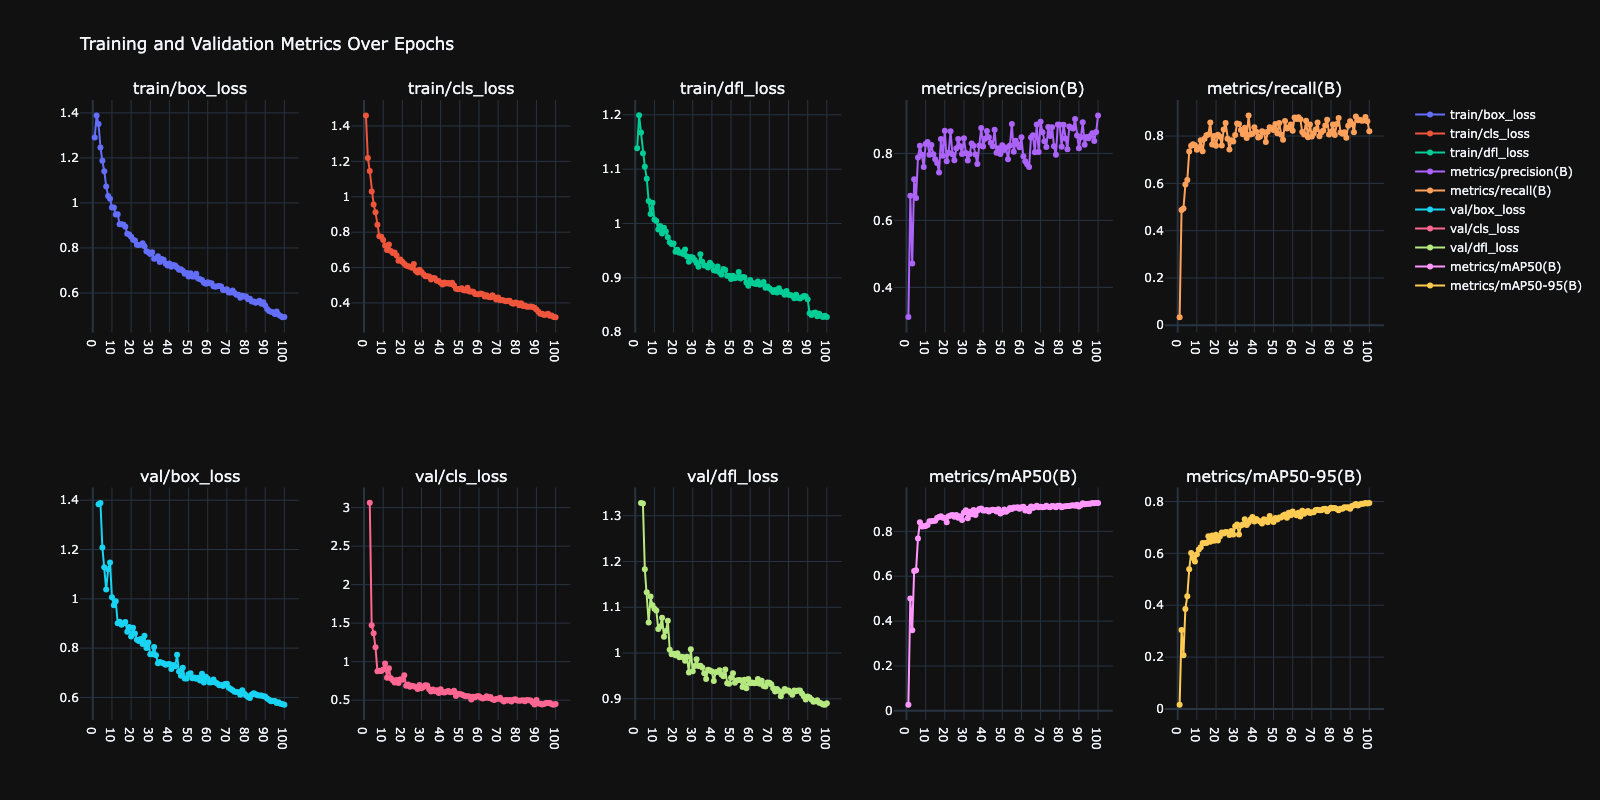 Training and Validation Metrics Over Epochs
train/box_loss
train/cls_loss
train/dfl_loss
metrics/precision(B)
metrics/recall(B)
1.4
1.2
1
0.8
0.6
0 10 20 30 40 50 60 70 80 90 100
1.4
1.2
1
0.8
0.6
0.4
0 10 20 30 40 50 60 70 80 90 100
1.2
1.1
1
0.9
0.8
0 10 20 30 40 50 60 70 80 90 100
0.8
0.6
0.4
0 10 20 30 40 50 60 70 80 90 100
0.8
0.6
0.4
0.2
0
0 10 20 30 40 50 60 70 80 90 100
train/box_loss
train/cls_loss
train/dfl_loss
metrics/precision(B)
metrics/recall(B)
val/box_loss
val/cls_loss
val/dfl_loss
metrics/mAP50(B)
metrics/mAP50-95(B)
val/box_loss
val/cls_loss
val/dfl_loss
metrics/mAP50(B)
metrics/mAP50-95(B)
1.4
1.2
1
0.8
0.6
0 10 20 30 40 50 60 70 80 90 100
3
2.5
2
1.5
1
0.5
0 10 20 30 40 50 60 70 80 90 100
1.3
1.2
1.1
1
0.9
0 10 20 30 40 50 60 70 80 90 100
0.8
0.6
0.4
0.2
0
0 10 20 30 40 50 60 70 80 90 100
0.8
0.6
0.4
0.2
0
0 10 20 30 40 50 60 70 80 90 100